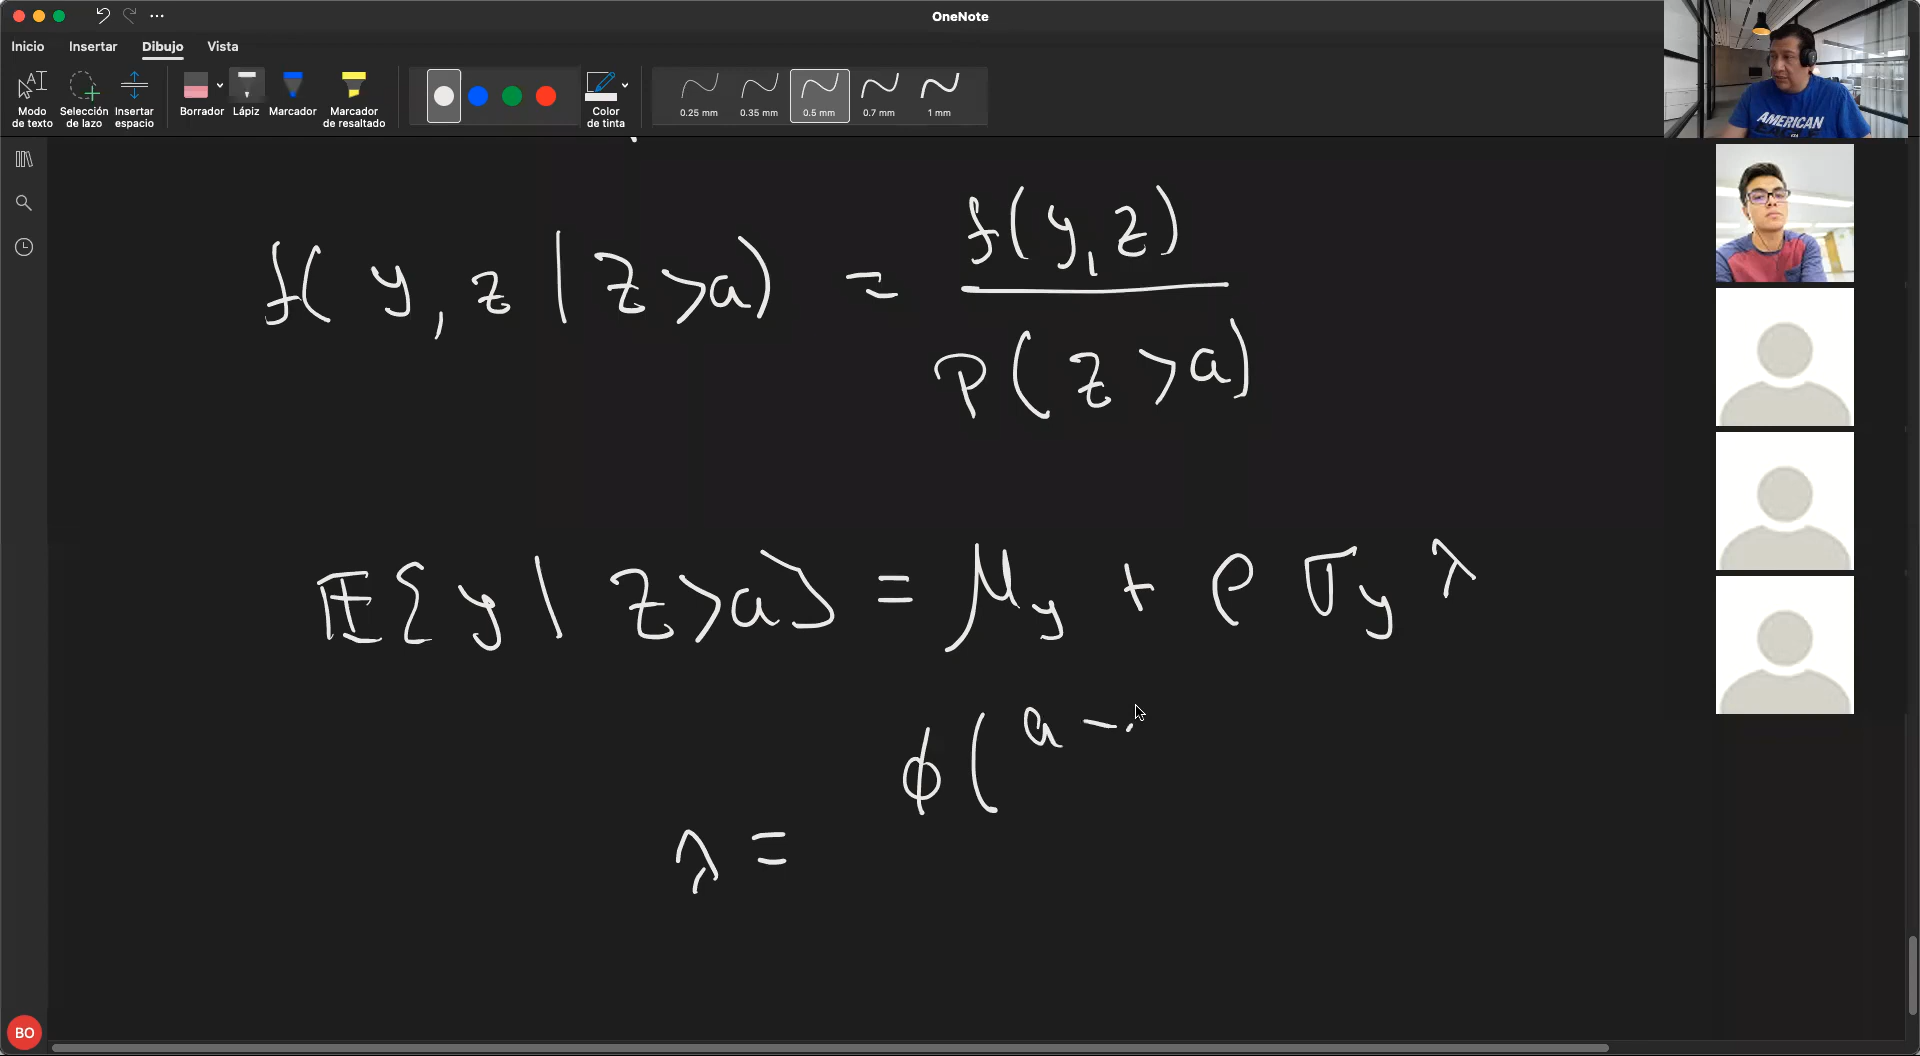 OneNote
Inicio Insertar Dibujo Vista
Modo de texto
Selección de lazo
Insertar espacio
Borrador
Lápiz
Marcador
Marcador de resaltado
Color de tinta
0.25 mm
0.35 mm
0.5 mm
0.7 mm
1 mm
AMERICAN
f(y, z | z>a) = f(y, z) / P(z>a)
E{y | z>a} = μy + ρ σy λ
ϕ(a −
λ =
BO